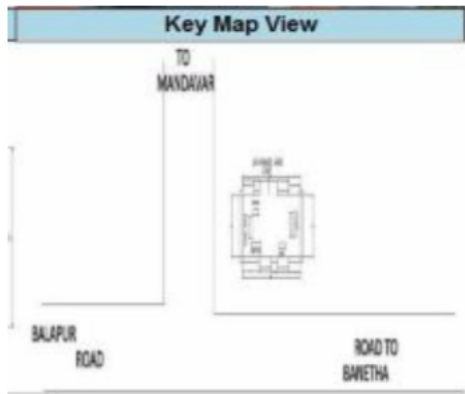 Key Map View
TO
MANDAVAR
BALAPUR
ROAD
ROAD TO
BANETHA